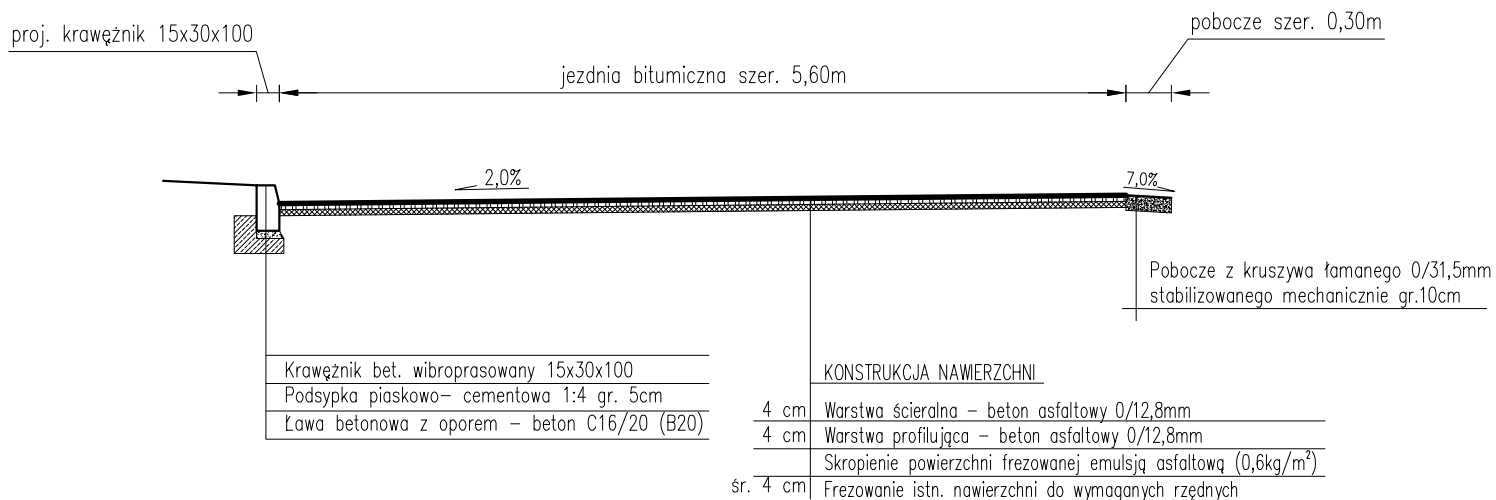 proj. krawężnik 15x30x100
pobocze szer. 0,30m
jezdnia bitumiczna szer. 5,60m
2,0%
7,0%
Pobocze z kruszywa łamanego 0/31,5mm
stabilizowanego mechanicznie gr.10cm
Krawężnik bet. wibroprasowany 15x30x100
Podsypka piaskowo– cementowa 1:4 gr. 5cm
Ława betonowa z oporem – beton C16/20 (B20)
KONSTRUKCJA NAWIERZCHNI
4 cm Warstwa ścieralna – beton asfaltowy 0/12,8mm
4 cm Warstwa profilująca – beton asfaltowy 0/12,8mm
Skropienie powierzchni frezowanej emulsją asfaltową (0,6kg/m²)
śr. 4 cm Frezowanie istn. nawierzchni do wymaganych rzędnych